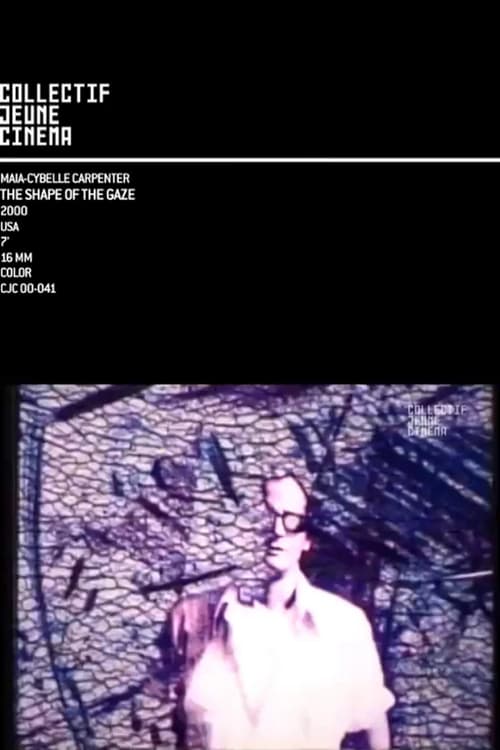 COLLECTIF
JEUNE
CINEMA
MAIA-CYBELLE CARPENTER
THE SHAPE OF THE GAZE
2000
USA
7'
16 MM
COLOR
CJC 00-041
COLLECTIF
JEUNE
CINEMA